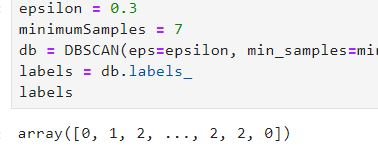 epsilon = 0.3
minimumSamples = 7
db = DBSCAN(eps=epsilon, min_samples=
labels = db.labels_
labels
array([0, 1, 2, ..., 2, 2, 0])